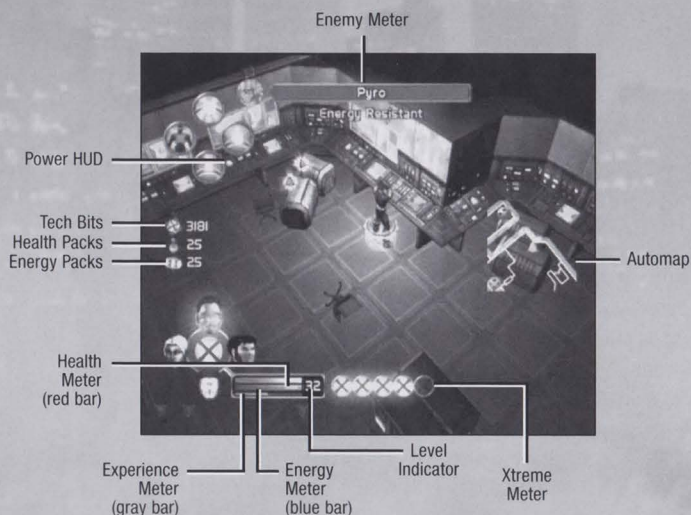 Enemy Meter
Pyro
Energy Resistant
Power HUD
Tech Bits
3181
Health Packs
25
Energy Packs
25
Automap
Health
Meter
(red bar)
32
Experience
Meter
(gray bar)
Energy
Meter
(blue bar)
Level
Indicator
Xtreme
Meter